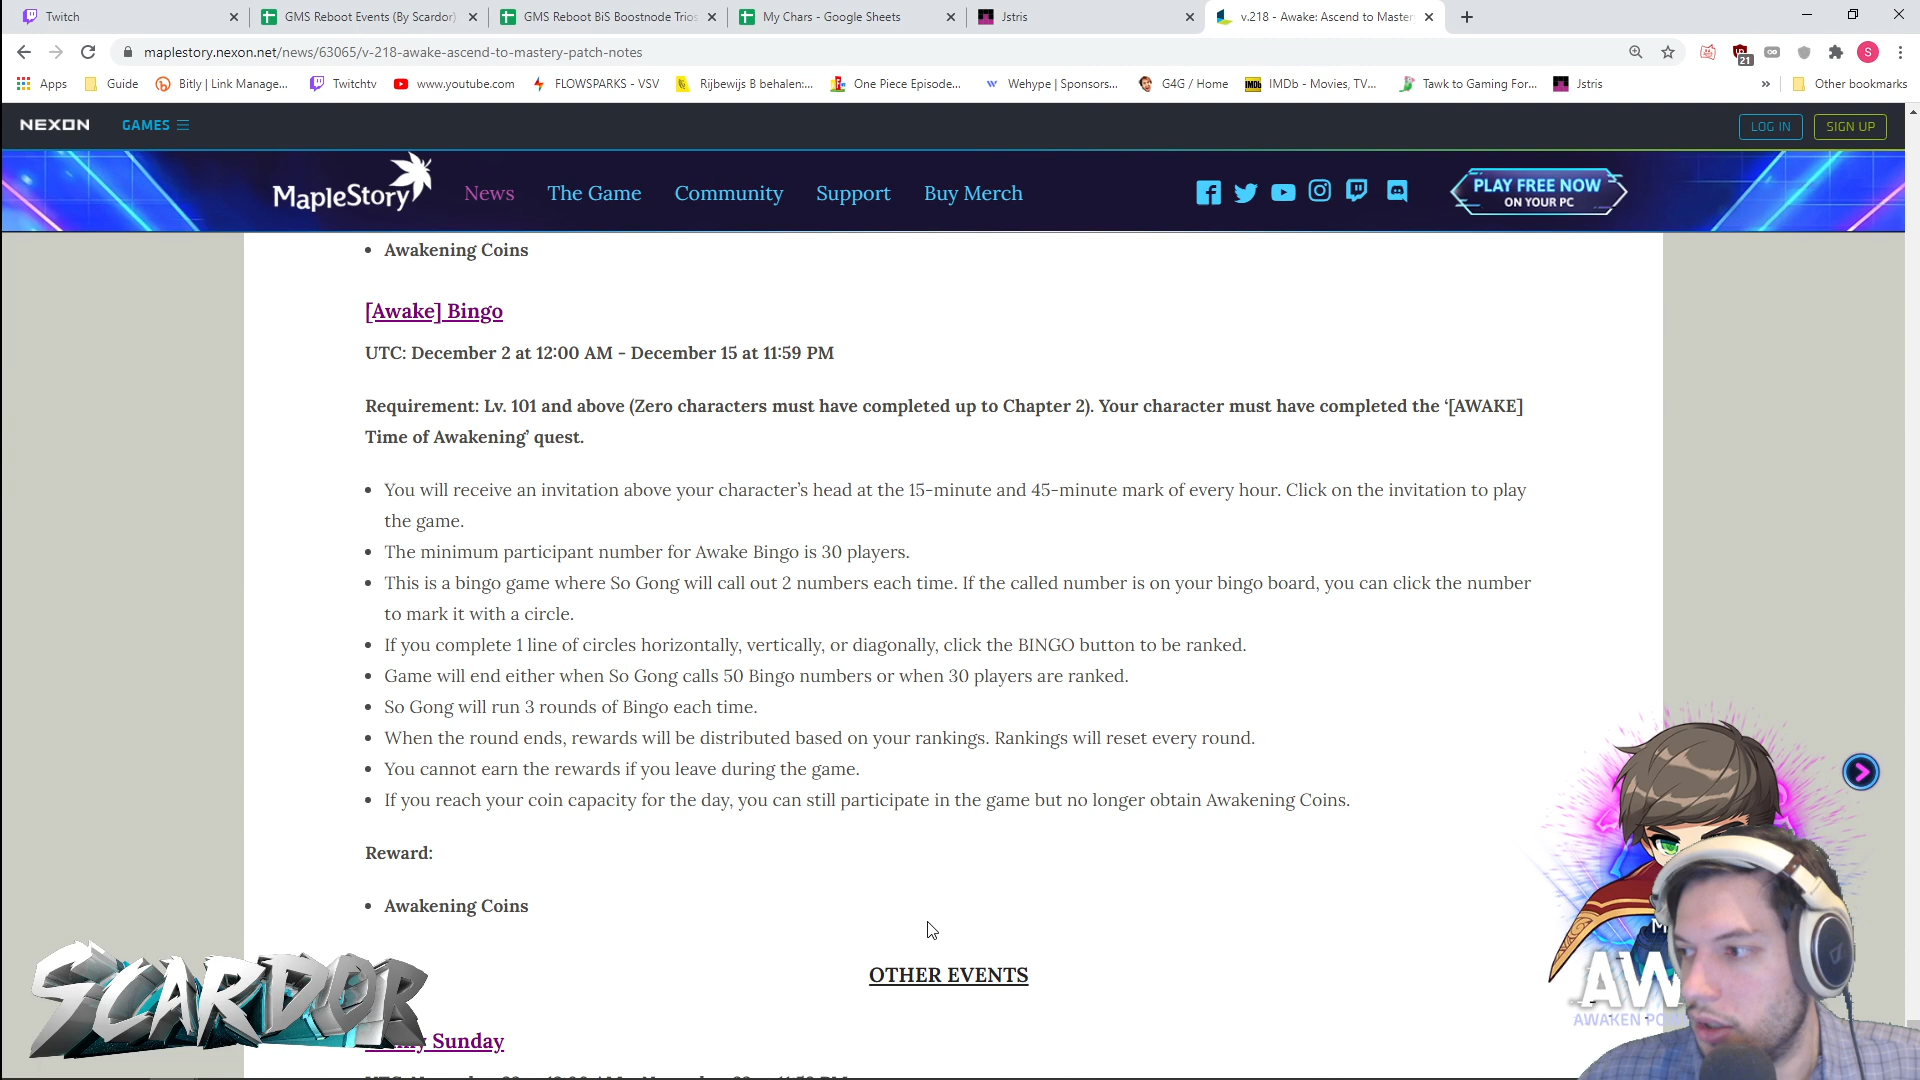 Twitch
GMS Reboot Events (By Scardor)
GMS Reboot BiS Boostnode Trios
My Chars - Google Sheets
Jstris
v.218 - Awake: Ascend to Master
maplestory.nexon.net/news/63065/v-218-awake-ascend-to-mastery-patch-notes
21
S
Apps
Guide
Bitly | Link Manage...
Twitchtv
www.youtube.com
FLOWSPARKS - VSV
Rijbewijs B behalen:...
One Piece Episode...
Wehype | Sponsors...
G4G / Home
IMDb - Movies, TV...
Tawk to Gaming For...
Jstris
Other bookmarks
NEXON
GAMES
LOG IN
SIGN UP
MapleStory
News
The Game
Community
Support
Buy Merch
PLAY FREE NOW
ON YOUR PC
• Awakening Coins
[Awake] Bingo
UTC: December 2 at 12:00 AM - December 15 at 11:59 PM
Requirement: Lv. 101 and above (Zero characters must have completed up to Chapter 2). Your character must have completed the ‘[AWAKE]
Time of Awakening’ quest.
• You will receive an invitation above your character’s head at the 15-minute and 45-minute mark of every hour. Click on the invitation to play
the game.
• The minimum participant number for Awake Bingo is 30 players.
• This is a bingo game where So Gong will call out 2 numbers each time. If the called number is on your bingo board, you can click the number
to mark it with a circle.
• If you complete 1 line of circles horizontally, vertically, or diagonally, click the BINGO button to be ranked.
• Game will end either when So Gong calls 50 Bingo numbers or when 30 players are ranked.
• So Gong will run 3 rounds of Bingo each time.
• When the round ends, rewards will be distributed based on your rankings. Rankings will reset every round.
• You cannot earn the rewards if you leave during the game.
• If you reach your coin capacity for the day, you can still participate in the game but no longer obtain Awakening Coins.
Reward:
• Awakening Coins
OTHER EVENTS
Sunday
SCARDOR
AW
AWAKEN